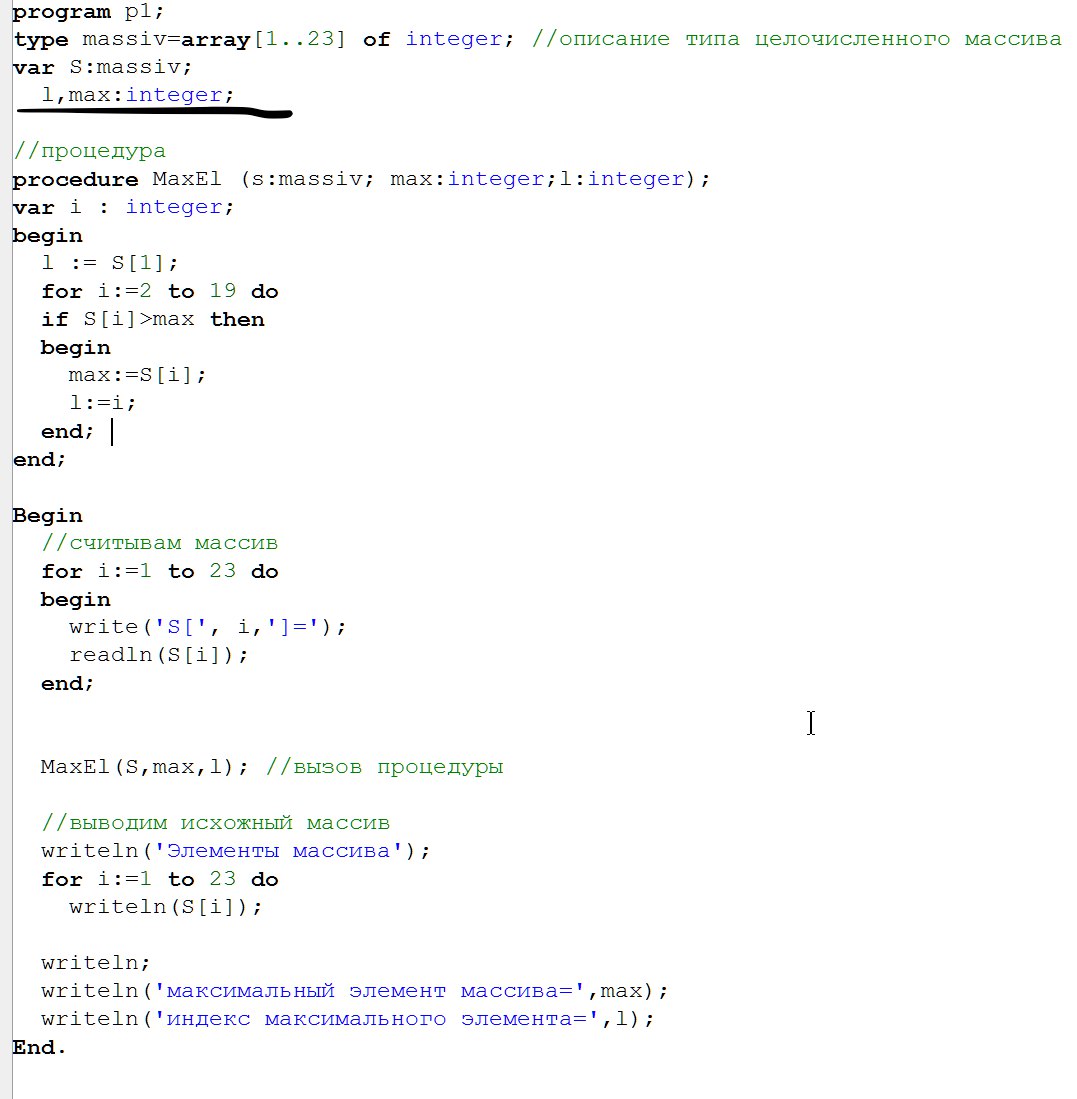 program p1;
type massiv=array[1..23] of integer; //описание типа целочисленного массива
var S:massiv;
l,max:integer;
//процедура
procedure MaxEl (s:massiv; max:integer;l:integer);
var i : integer;
begin
l := S[1];
for i:=2 to 19 do
if S[i]>max then
begin
max:=S[i];
l:=i;
end;
end;
Begin
//считывам массив
for i:=1 to 23 do
begin
write('S[', i,']=');
readln(S[i]);
end;
MaxEl(S,max,l); //вызов процедуры
//выводим исхожный массив
writeln('Элементы массива');
for i:=1 to 23 do
writeln(S[i]);
writeln;
writeln('максимальный элемент массива=',max);
writeln('индекс максимального элемента=',l);
End.